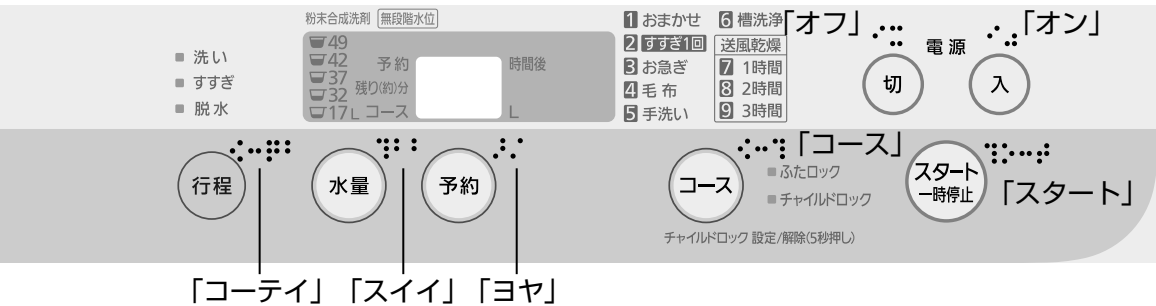 粉末合成洗剤 無段階水位
49
42
37
32
17L
予約
残り(約)分
コース
時間後
L
洗い
すすぎ
脱水
1 おまかせ
2 すすぎ1回
3 お急ぎ
4 毛布
5 手洗い
6 槽洗浄
送風乾燥
7 1時間
8 2時間
9 3時間
「オフ」
電源
「オン」
切
入
行程
水量
予約
コース
「コース」
ふたロック
チャイルドロック
スタート
一時停止
「スタート」
チャイルドロック 設定/解除(5秒押し)
「コーテイ」
「スイイ」
「ヨヤ」